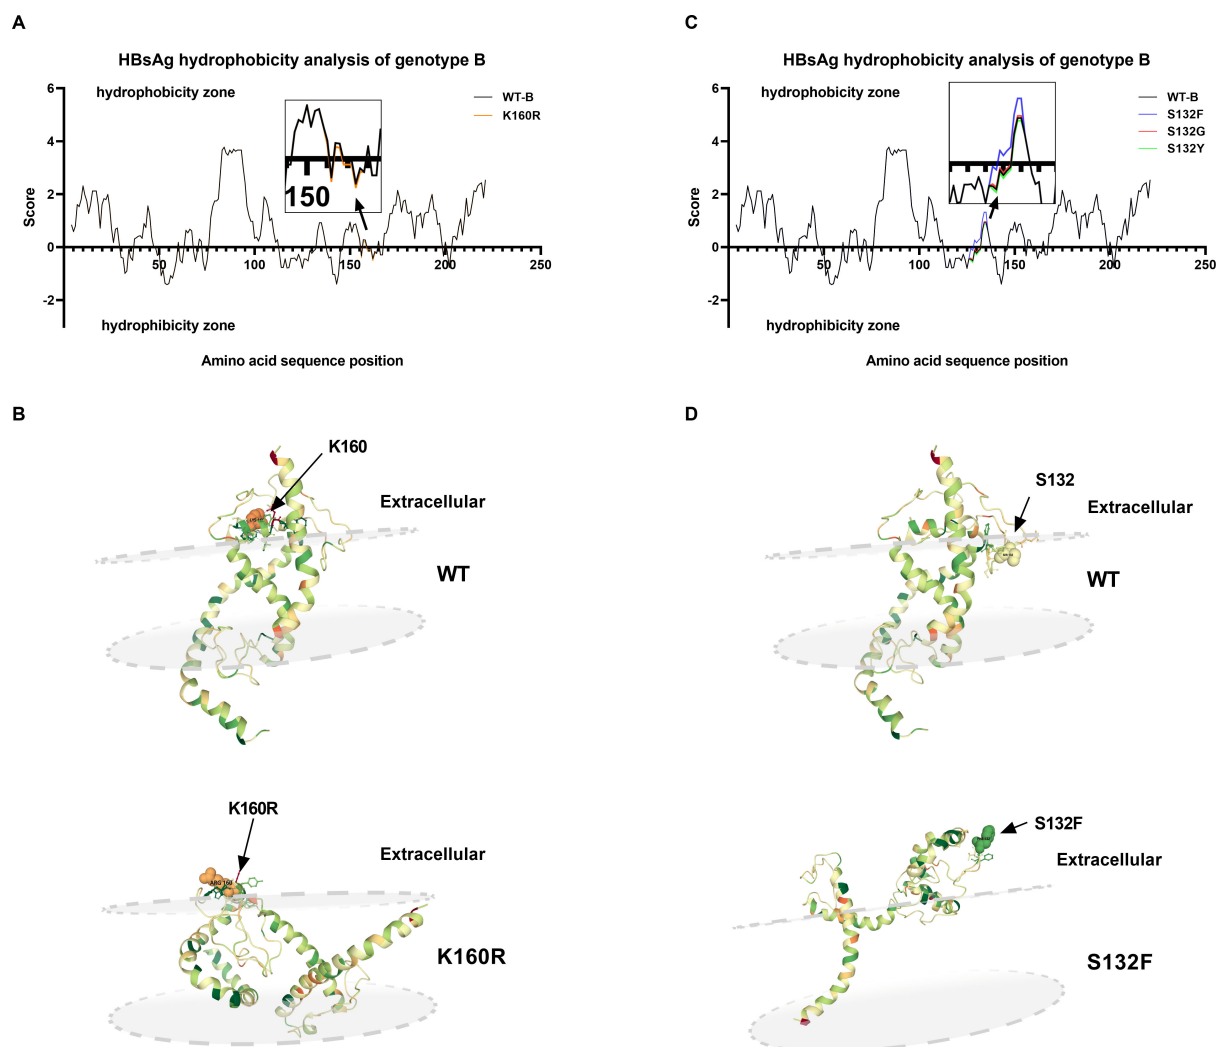 A
HBsAg hydrophobicity analysis of genotype B
hydrophobicity zone
WT-B
K160R
150
Score
6
4
2
0
-2
50
100
150
200
250
hydrophibicity zone
Amino acid sequence position
C
HBsAg hydrophobicity analysis of genotype B
hydrophobicity zone
WT-B
S132F
S132G
S132Y
Score
6
4
2
0
-2
50
100
150
200
250
hydrophibicity zone
Amino acid sequence position
B
K160
Extracellular
WT
K160R
ARG 160
Extracellular
K160R
D
S132
Extracellular
WT
S132F
Extracellular
S132F